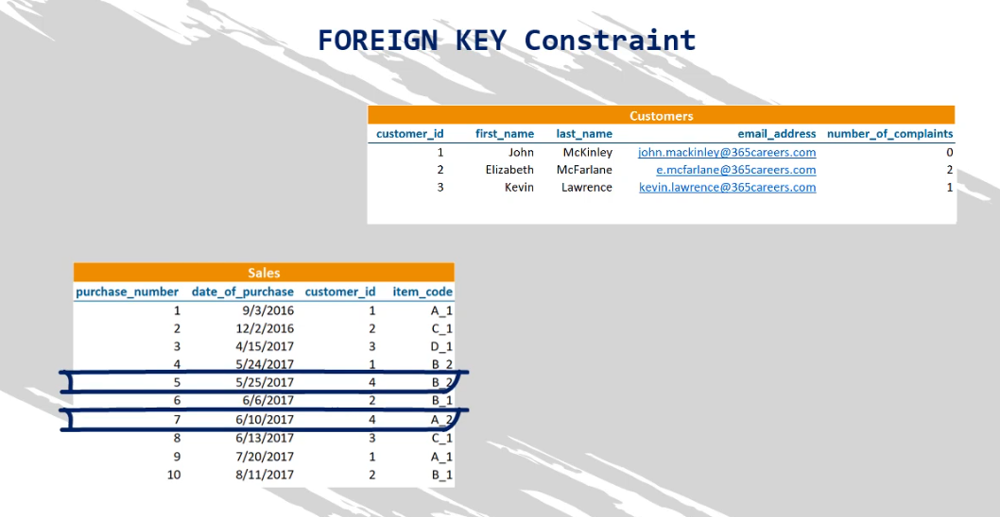 FOREIGN KEY Constraint
Customers
customer_id first_name last_name email_address number_of_complaints
1 John McKinley john.mackinley@365careers.com 0
2 Elizabeth McFarlane e.mcfarlane@365careers.com 2
3 Kevin Lawrence kevin.lawrence@365careers.com 1
Sales
purchase_number date_of_purchase customer_id item_code
1 9/3/2016 1 A_1
2 12/2/2016 2 C_1
3 4/15/2017 3 D_1
4 5/24/2017 1 B_2
5 5/25/2017 4 B_2
6 6/6/2017 2 B_1
7 6/10/2017 4 A_2
8 6/13/2017 3 C_1
9 7/20/2017 1 A_1
10 8/11/2017 2 B_1